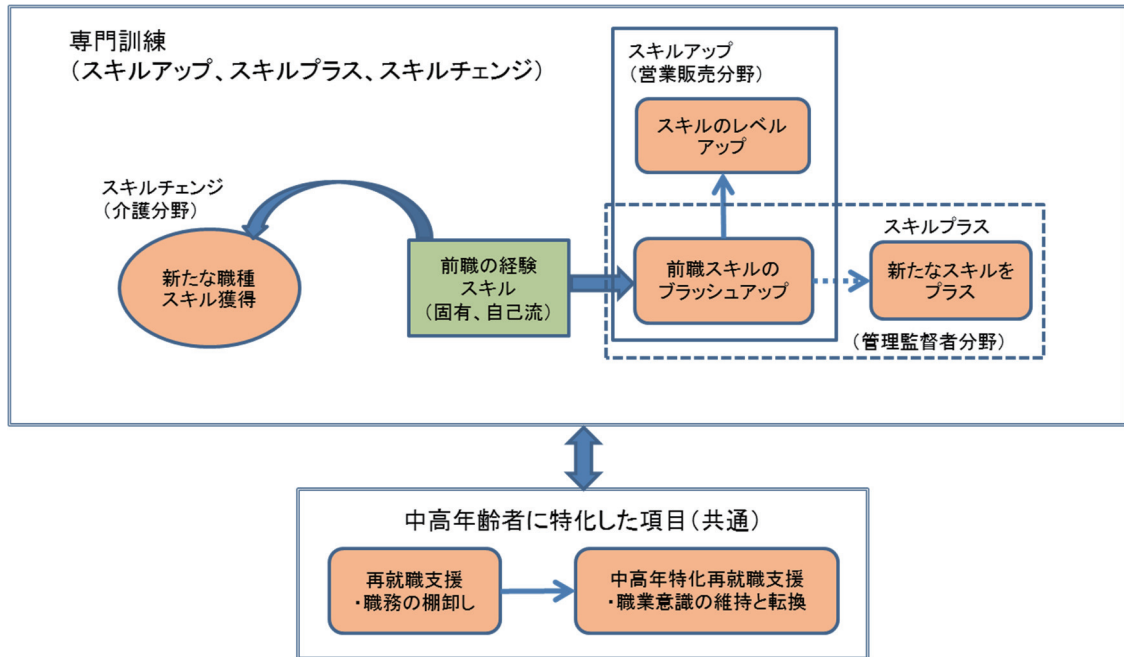 専門訓練
（スキルアップ、スキルプラス、スキルチェンジ）
スキルアップ
（営業販売分野）
スキルのレベル
アップ
スキルチェンジ
（介護分野）
新たな職種
スキル獲得
前職の経験
スキル
（固有、自己流）
前職スキルの
ブラッシュアップ
スキルプラス
新たなスキルを
プラス
（管理監督者分野）
中高年齢者に特化した項目（共通）
再就職支援
・職務の棚卸し
中高年特化再就職支援
・職業意識の維持と転換